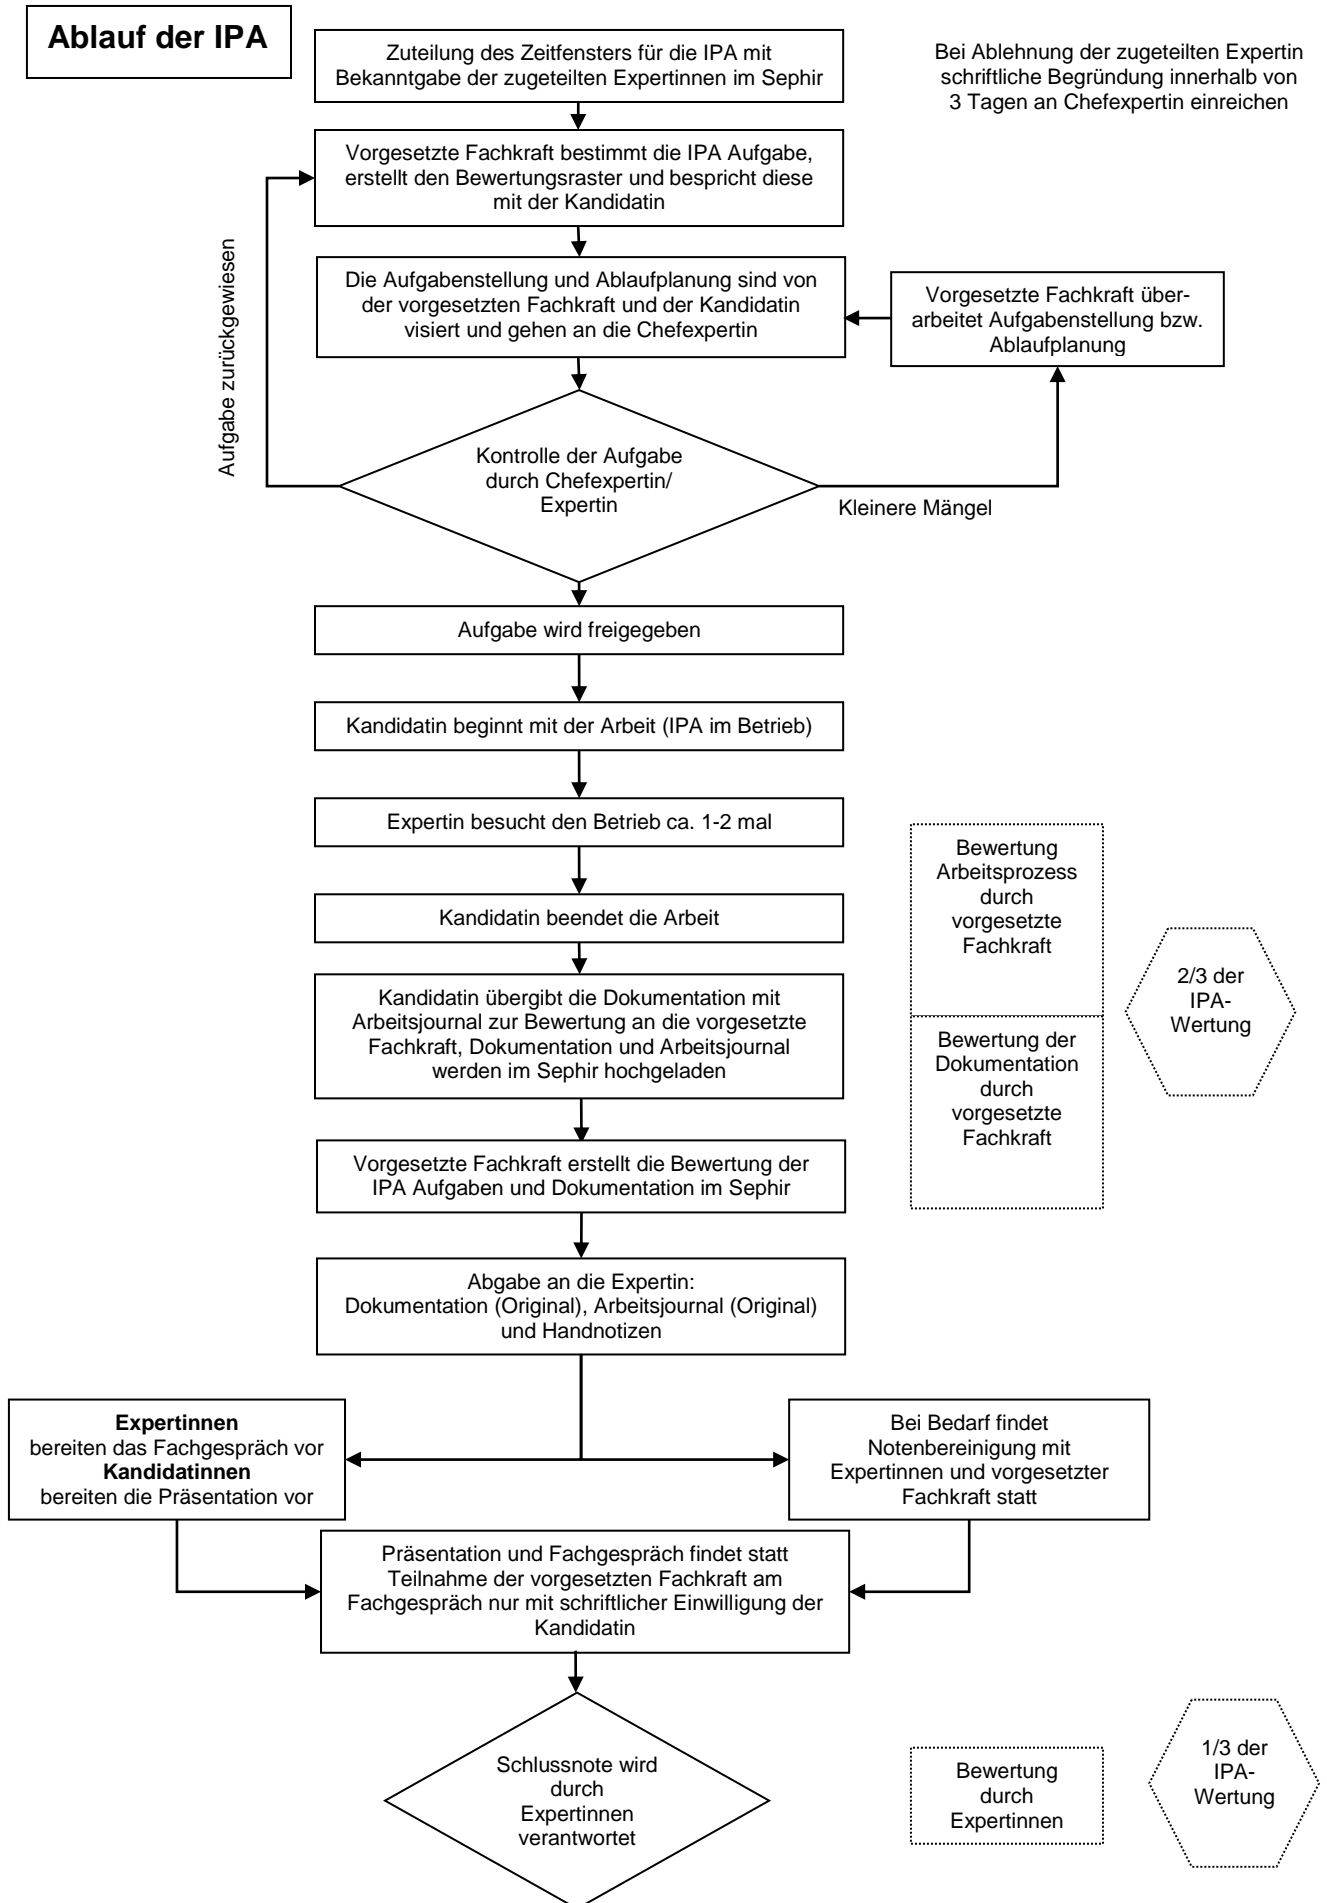 Ablauf der IPA
Zuteilung des Zeitfensters für die IPA mit
Bekanntgabe der zugeteilten Expertinnen im Sephir
Bei Ablehnung der zugeteilten Expertin
schriftliche Begründung innerhalb von
3 Tagen an Chefexpertin einreichen
Vorgesetzte Fachkraft bestimmt die IPA Aufgabe,
erstellt den Bewertungsraster und bespricht diese
mit der Kandidatin
Aufgabe zurückgewiesen
Die Aufgabenstellung und Ablaufplanung sind von
der vorgesetzten Fachkraft und der Kandidatin
visiert und gehen an die Chefexpertin
Vorgesetzte Fachkraft über-
arbeitet Aufgabenstellung bzw.
Ablaufplanung
Kontrolle der Aufgabe
durch Chefexpertin/
Expertin
Kleinere Mängel
Aufgabe wird freigegeben
Kandidatin beginnt mit der Arbeit (IPA im Betrieb)
Expertin besucht den Betrieb ca. 1-2 mal
Kandidatin beendet die Arbeit
Bewertung
Arbeitsprozess
durch
vorgesetzte
Fachkraft
2/3 der
IPA-
Wertung
Kandidatin übergibt die Dokumentation mit
Arbeitsjournal zur Bewertung an die vorgesetzte
Fachkraft, Dokumentation und Arbeitsjournal
werden im Sephir hochgeladen
Bewertung der
Dokumentation
durch
vorgesetzte
Fachkraft
Vorgesetzte Fachkraft erstellt die Bewertung der
IPA Aufgaben und Dokumentation im Sephir
Abgabe an die Expertin:
Dokumentation (Original), Arbeitsjournal (Original)
und Handnotizen
Expertinnen
bereiten das Fachgespräch vor
Kandidatinnen
bereiten die Präsentation vor
Bei Bedarf findet
Notenbereinigung mit
Expertinnen und vorgesetzter
Fachkraft statt
Präsentation und Fachgespräch findet statt
Teilnahme der vorgesetzten Fachkraft am
Fachgespräch nur mit schriftlicher Einwilligung der
Kandidatin
Schlussnote wird
durch
Expertinnen
verantwortet
Bewertung
durch
Expertinnen
1/3 der
IPA-
Wertung